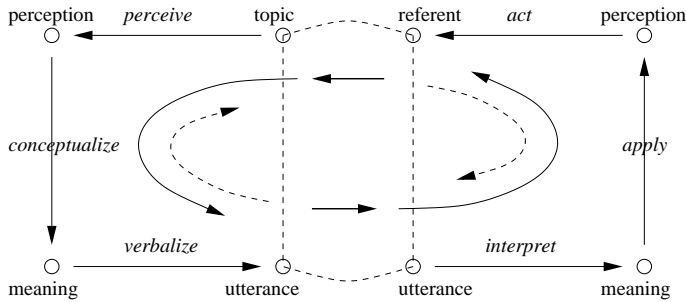 perception perceive topic referent act perception
conceptualize apply
verbalize interpret
meaning utterance utterance meaning